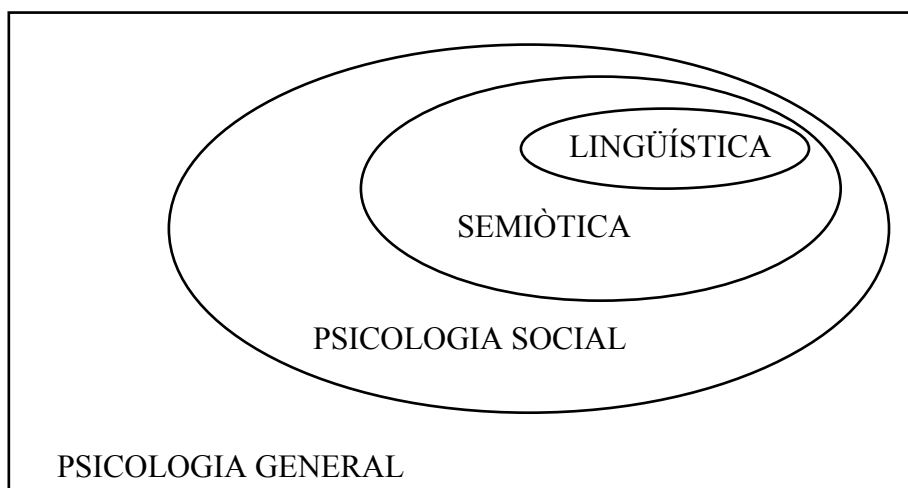 LINGÜÍSTICA
SEMIÒTICA
PSICOLOGIA SOCIAL
PSICOLOGIA GENERAL